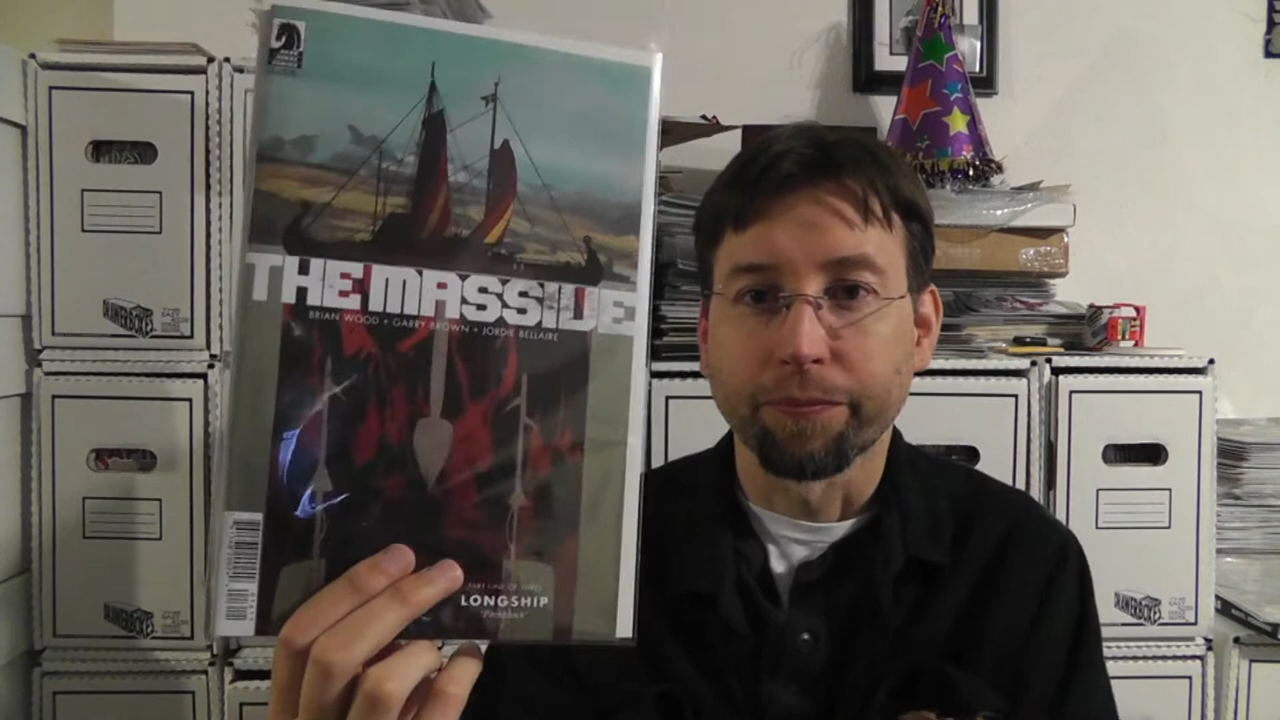 THE MASSIVE
BRIAN WOOD + GARRY BROWN + JORDIE BELLAIRE
PART ONE OF THREE
LONGSHIP
DRAWERBOXES
DRAWERBOXES
DRAWERBOXES